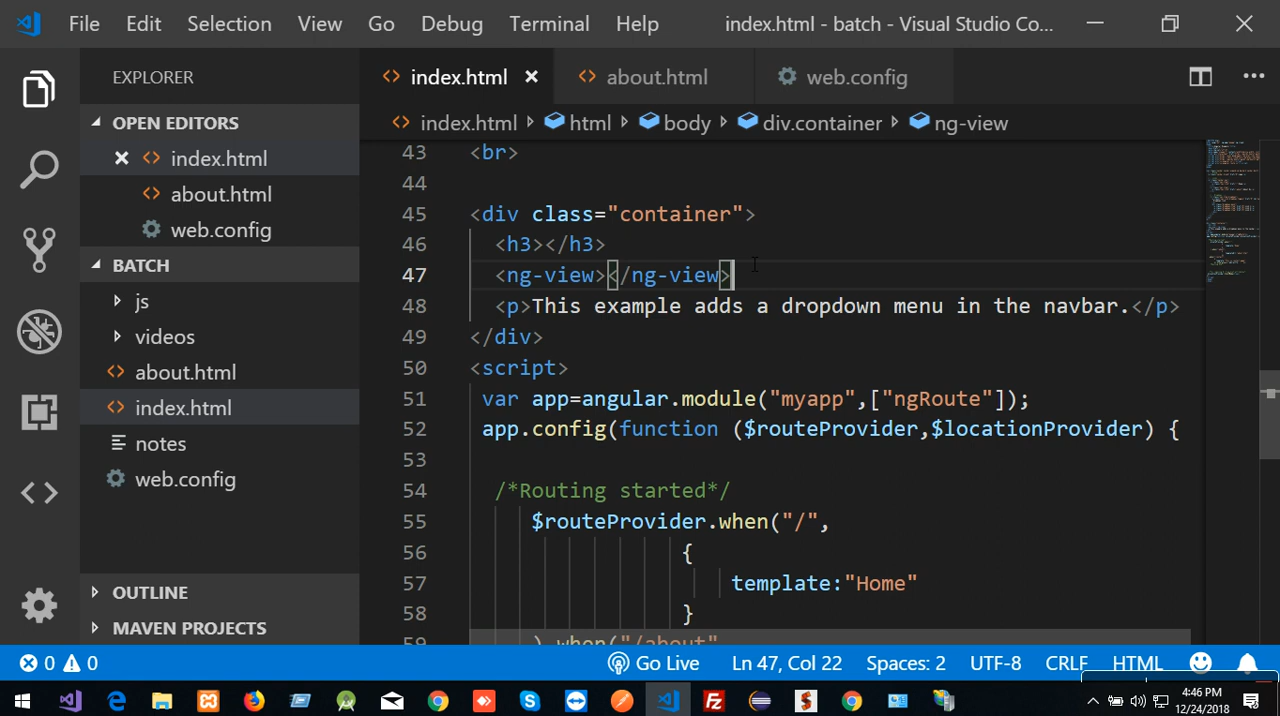 File Edit Selection View Go Debug Terminal Help index.html - batch - Visual Studio Co...
EXPLORER
OPEN EDITORS
index.html
about.html
web.config
BATCH
js
videos
about.html
index.html
notes
web.config
OUTLINE
MAVEN PROJECTS
index.html about.html web.config
index.html html body div.container ng-view
43 <br>
44
45 <div class="container">
46 <h3></h3>
47 <ng-view></ng-view>
48 <p>This example adds a dropdown menu in the navbar.</p>
49 </div>
50 <script>
51 var app=angular.module("myapp",["ngRoute"]);
52 app.config(function ($routeProvider,$locationProvider) {
53
54 /*Routing started*/
55 $routeProvider.when("/",
56 {
57 template:"Home"
58 }
59 ).when("/about"
0 0 Go Live Ln 47, Col 22 Spaces: 2 UTF-8 CRLF HTML
4:46 PM
12/24/2018